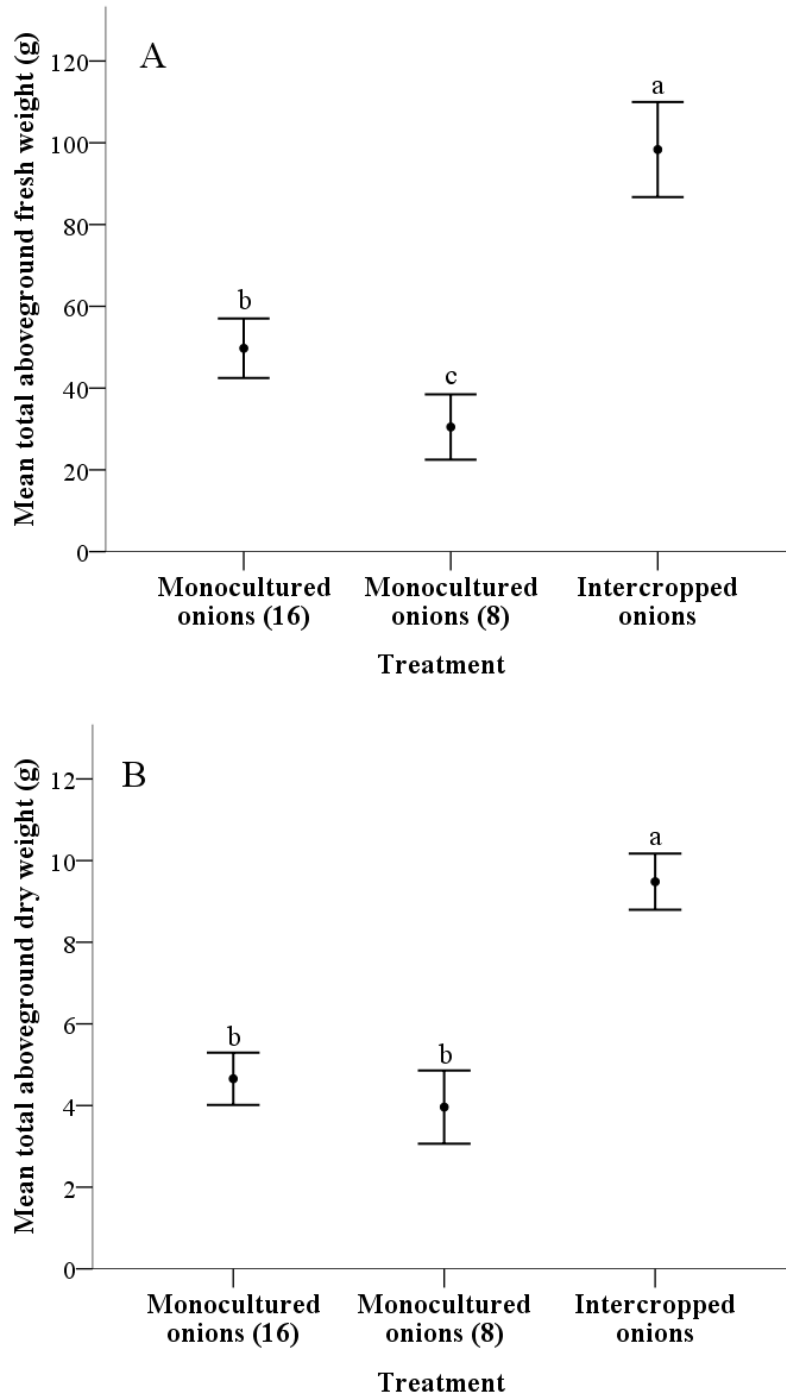 A
Mean total aboveground fresh weight (g)
120
100
80
60
40
20
0
a
b
c
Monocultured
onions (16)
Monocultured
onions (8)
Intercropped
onions
Treatment
B
Mean total aboveground dry weight (g)
12
10
8
6
4
2
0
a
b
b
Monocultured
onions (16)
Monocultured
onions (8)
Intercropped
onions
Treatment